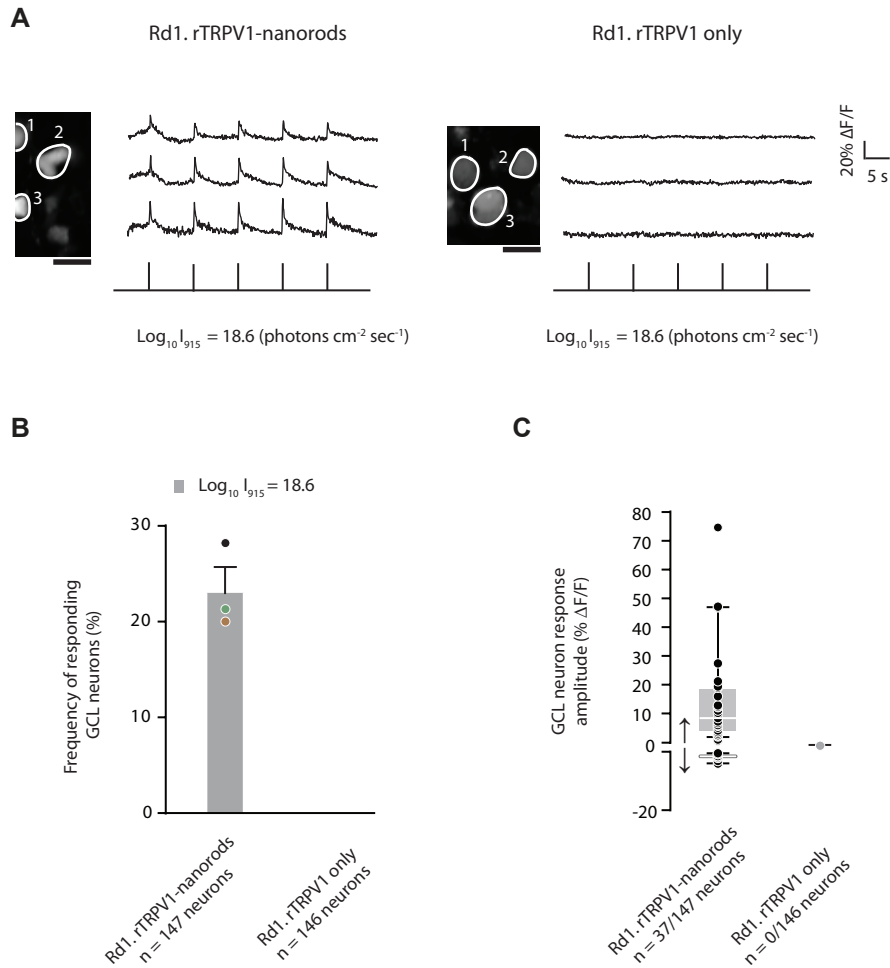 A
Rd1. rTRPV1-nanorods
Rd1. rTRPV1 only
1
2
3
1
2
3
20% ΔF/F
5 s
Log₁₀ I₉₁₅ = 18.6 (photons cm⁻² sec⁻¹)
Log₁₀ I₉₁₅ = 18.6 (photons cm⁻² sec⁻¹)
B
Log₁₀ I₉₁₅ = 18.6
Frequency of responding
GCL neurons (%)
30
20
10
0
Rd1. rTRPV1-nanorods
n = 147 neurons
Rd1. rTRPV1 only
n = 146 neurons
C
GCL neuron response
amplitude (% ΔF/F)
80
70
60
50
40
30
20
10
0
-20
↑
↓
Rd1. rTRPV1-nanorods
n = 37/147 neurons
Rd1. rTRPV1 only
n = 0/146 neurons